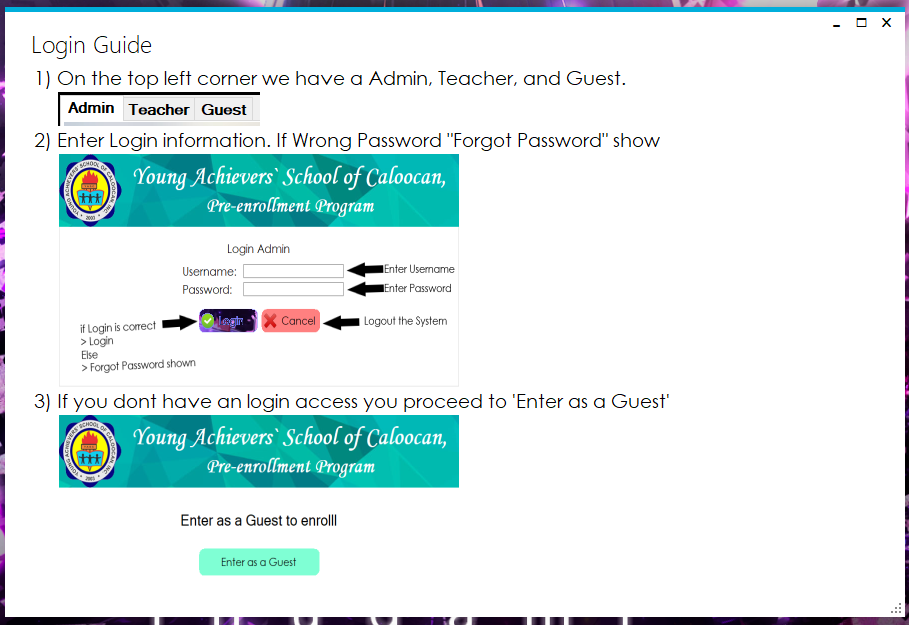 Login Guide
1) On the top left corner we have a Admin, Teacher, and Guest.
Admin Teacher Guest
2) Enter Login information. If Wrong Password "Forgot Password" show
YOUNG ACHIEVERS' SCHOOL OF CALOOCAN, INC.
2003
Young Achievers` School of Caloocan,
Pre-enrollment Program
Login Admin
Username: Enter Username
Password: Enter Password
Login Cancel Logout the System
if Login is correct
> Login
Else
> Forgot Password shown
3) If you dont have an login access you proceed to 'Enter as a Guest'
YOUNG ACHIEVERS' SCHOOL OF CALOOCAN, INC.
2003
Young Achievers` School of Caloocan,
Pre-enrollment Program
Enter as a Guest to enrolll
Enter as a Guest